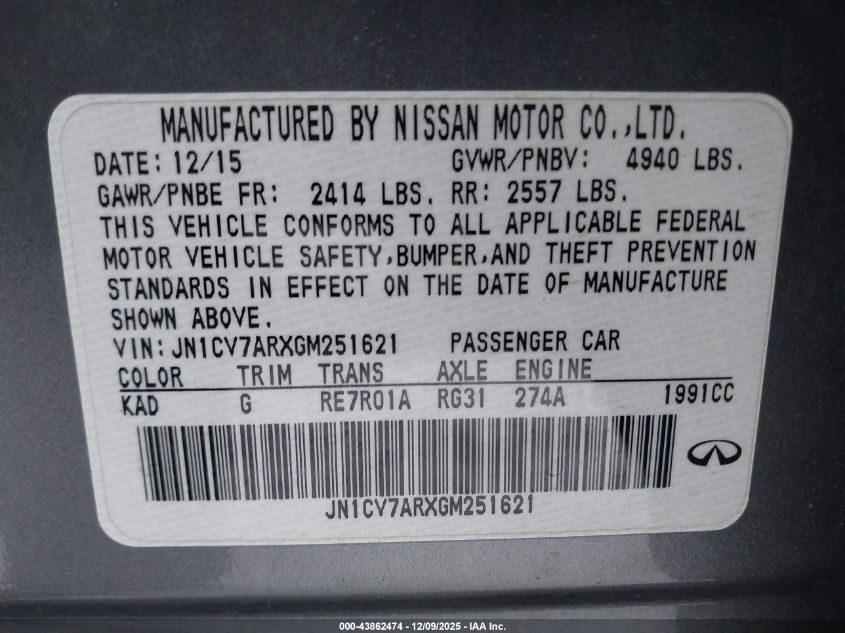 MANUFACTURED BY NISSAN MOTOR CO.,LTD.
DATE: 12/15 GVWR/PNBV: 4940 LBS.
GAWR/PNBE FR: 2414 LBS. RR: 2557 LBS.
THIS VEHICLE CONFORMS TO ALL APPLICABLE FEDERAL
MOTOR VEHICLE SAFETY,BUMPER,AND THEFT PREVENTION
STANDARDS IN EFFECT ON THE DATE OF MANUFACTURE
SHOWN ABOVE.
VIN: JN1CV7ARXGM251621 PASSENGER CAR
COLOR TRIM TRANS AXLE ENGINE
KAD G RE7R01A RG31 274A 1991CC
JN1CV7ARXGM251621
000-43862474 - 12/09/2025 - IAA Inc.